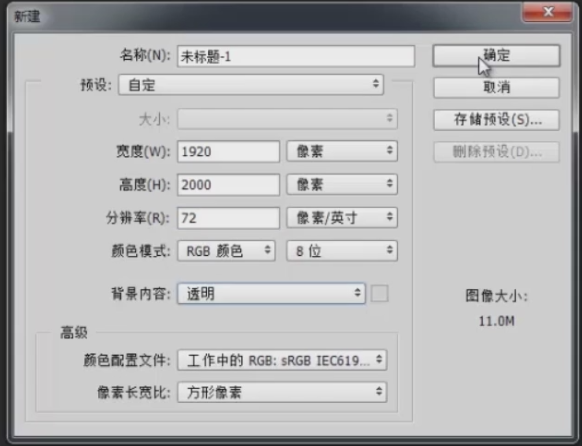 新建
名称(N): 未标题-1
确定
预设: 自定
取消
大小:
存储预设(S)...
宽度(W): 1920 像素
删除预设(D)...
高度(H): 2000 像素
分辨率(R): 72 像素/英寸
颜色模式: RGB 颜色 8 位
背景内容: 透明
图像大小:
11.0M
高级
颜色配置文件: 工作中的 RGB: sRGB IEC619...
像素长宽比: 方形像素